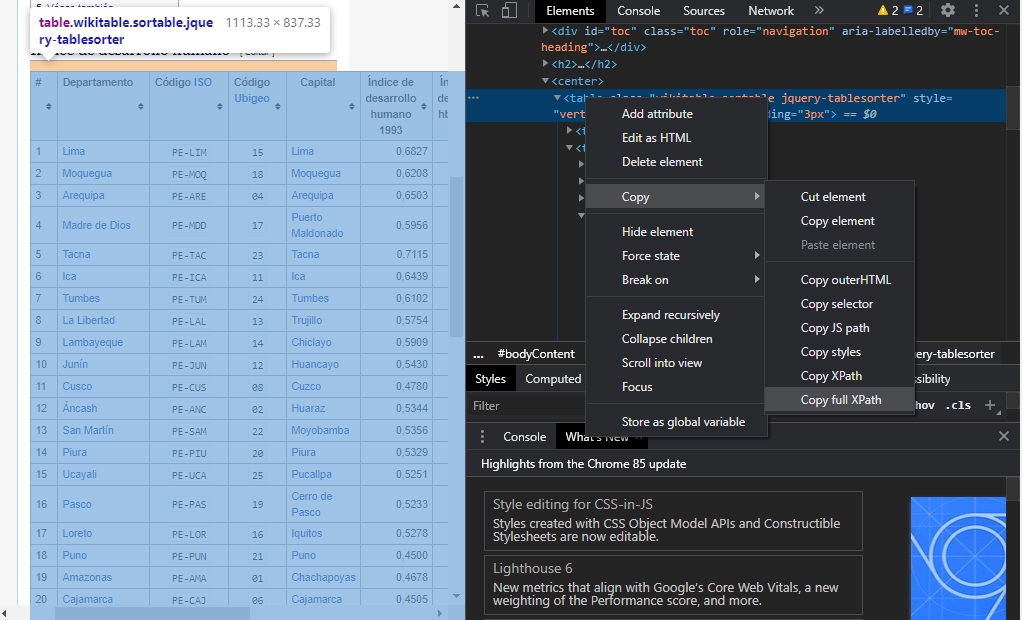 table.wikitable.sortable.jque 1113.33 × 837.33
ry-tablesorter
# Departamento Código ISO Código Ubigeo Capital Índice de desarrollo humano 1993
1 Lima PE-LIM 15 Lima 0,6827
2 Moquegua PE-MOQ 18 Moquegua 0,6208
3 Arequipa PE-ARE 04 Arequipa 0,6503
4 Madre de Dios PE-MDD 17 Puerto Maldonado 0,5956
5 Tacna PE-TAC 23 Tacna 0,7115
6 Ica PE-ICA 11 Ica 0,6439
7 Tumbes PE-TUM 24 Tumbes 0,6102
8 La Libertad PE-LAL 13 Trujillo 0,5754
9 Lambayeque PE-LAM 14 Chiclayo 0,5909
10 Junín PE-JUN 12 Huancayo 0,5430
11 Cusco PE-CUS 08 Cuzco 0,4780
12 Áncash PE-ANC 02 Huaraz 0,5344
13 San Martín PE-SAM 22 Moyobamba 0,5356
14 Piura PE-PIU 20 Piura 0,5329
15 Ucayali PE-UCA 25 Pucallpa 0,5251
16 Pasco PE-PAS 19 Cerro de Pasco 0,5233
17 Loreto PE-LOR 16 Iquitos 0,5278
18 Puno PE-PUN 21 Puno 0,4500
19 Amazonas PE-AMA 01 Chachapoyas 0,4678
20 Cajamarca PE-CAJ 06 Cajamarca 0,4505
Elements Console Sources Network » 2 2
<div id="toc" class="toc" role="navigation" aria-labelledby="mw-toc-
heading">…</div>
<h2>…</h2>
<center>
jquery-tablesorter" style=
"vert ding="3px"> == $0
Add attribute
Edit as HTML
Delete element
Copy
Hide element
Force state
Break on
Expand recursively
Collapse children
Scroll into view
Focus
Store as global variable
Cut element
Copy element
Paste element
Copy outerHTML
Copy selector
Copy JS path
Copy styles
Copy XPath
Copy full XPath
... #bodyContent ery-tablesorter
Styles Computed sibility
Filter hov .cls +
Console What's New
Highlights from the Chrome 85 update
Style editing for CSS-in-JS
Styles created with CSS Object Model APIs and Constructible
Stylesheets are now editable.
Lighthouse 6
New metrics that align with Google's Core Web Vitals, a new
weighting of the Performance score, and more.